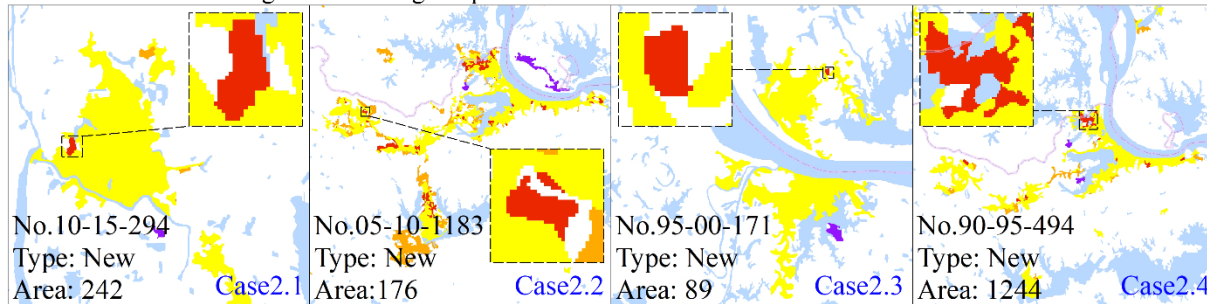 No.10-15-294
Type: New
Area: 242
Case2.1
No.05-10-1183
Type: New
Area:176
Case2.2
No.95-00-171
Type: New
Area: 89
Case2.3
No.90-95-494
Type: New
Area: 1244
Case2.4